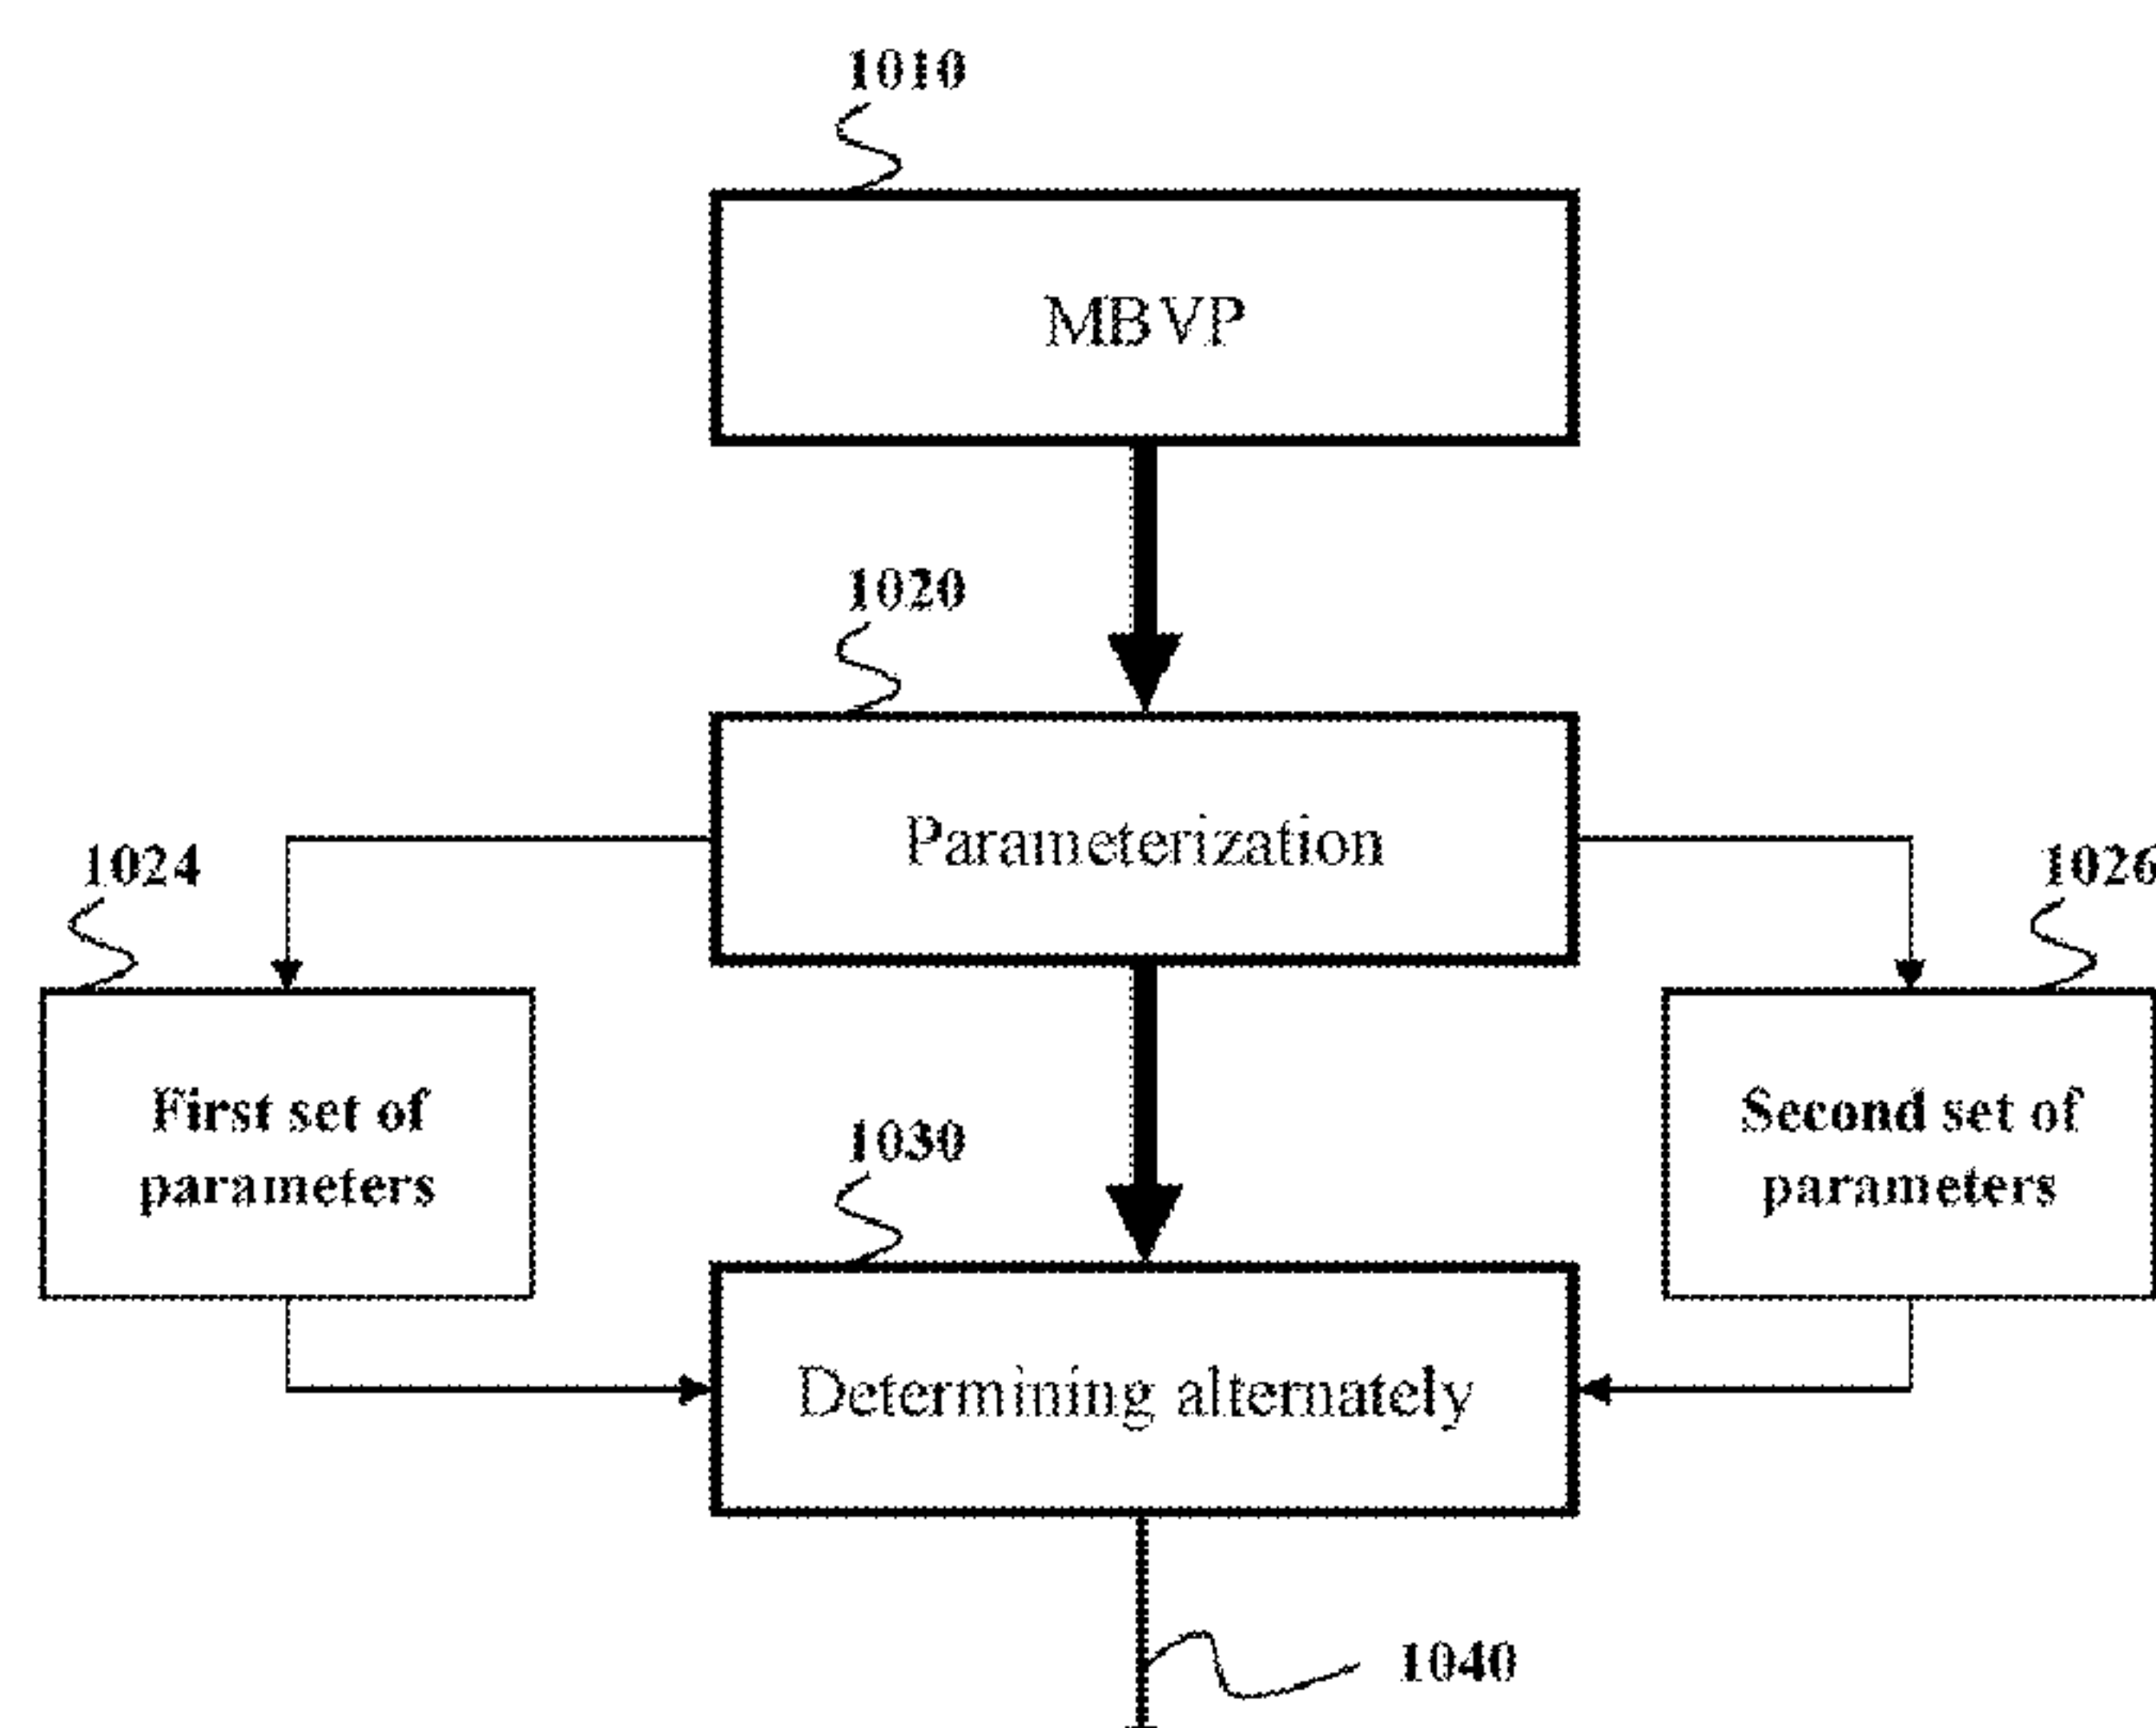 1010
MBVP
1020
Parameterization
1024
1026
First set of
parameters
Second set of
parameters
1030
Determining alternately
1040